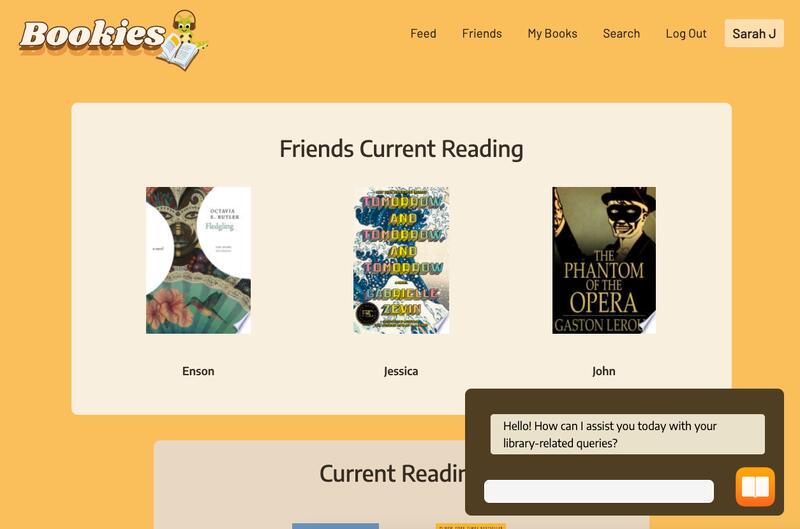 Bookies
Feed Friends My Books Search Log Out Sarah J
Friends Current Reading
OCTAVIA
E. BUTLER
Fledgling
a novel
TOMORROW,
AND
TOMORROW,
AND
TOMORROW
GABRIELLE
ZEVIN
THE
PHANTOM
OF THE
OPERA
GASTON LEROU
Enson
Jessica
John
Hello! How can I assist you today with your
library-related queries?
Current Readin